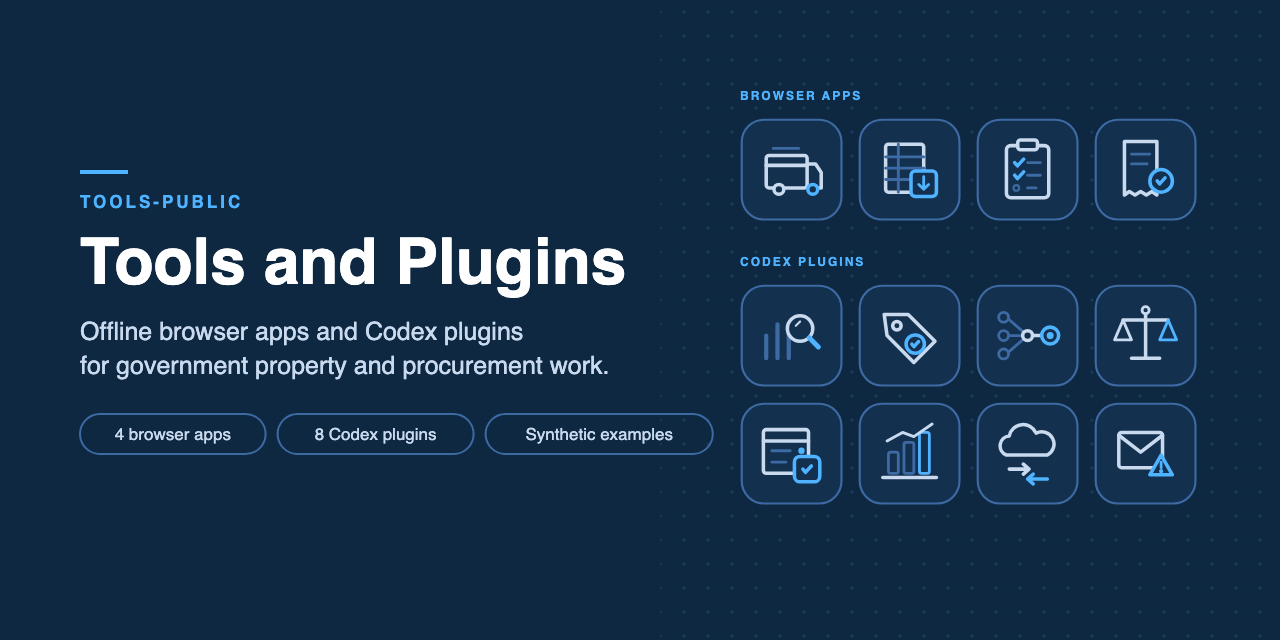 TOOLS-PUBLIC
Tools and Plugins
Offline browser apps and Codex plugins
for government property and procurement work.
4 browser apps
8 Codex plugins
Synthetic examples
BROWSER APPS
CODEX PLUGINS